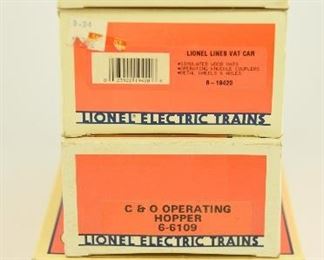 LIONEL LINES VAT CAR
•SIMULATED WOOD VATS
•OPERATING KNUCKLE COUPLERS
•METAL WHEELS & AXLES
6-19420
LIONEL ELECTRIC TRAINS
C & O OPERATING
HOPPER
6-6109
LIONEL ELECTRIC TRAINS